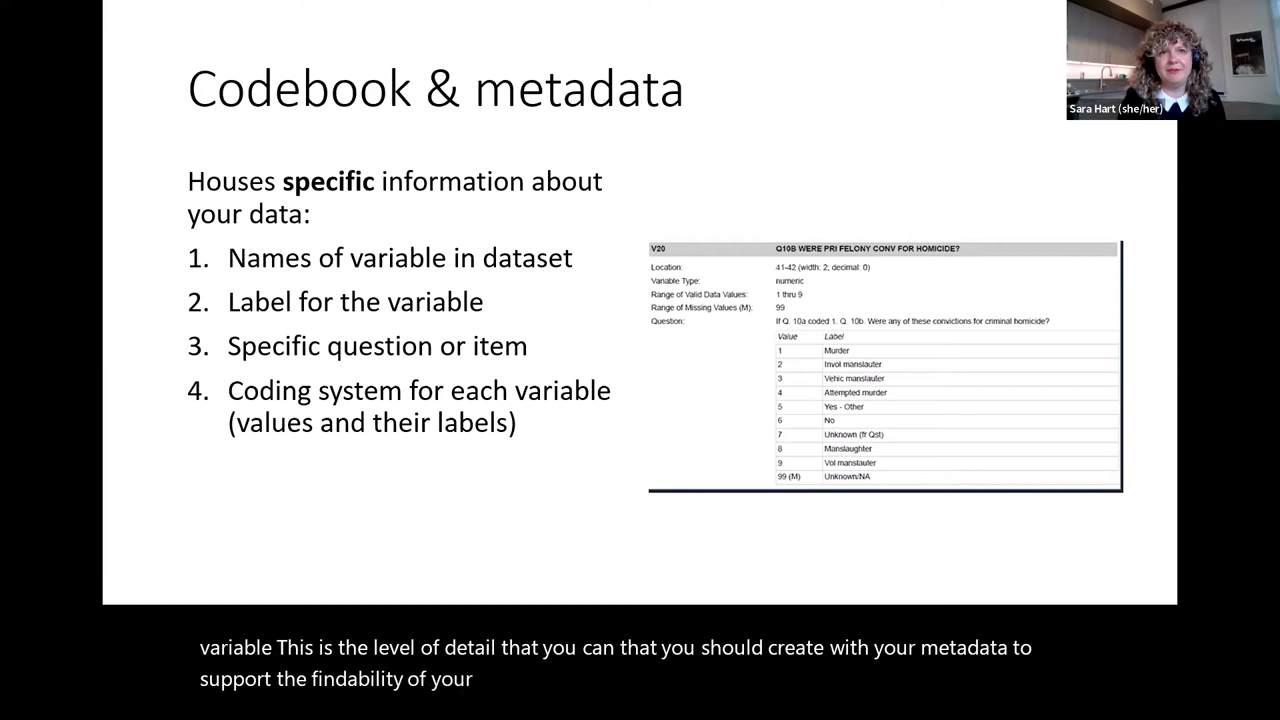 Codebook & metadata
Sara Hart (she/her)
Houses specific information about
your data:
1. Names of variable in dataset
2. Label for the variable
3. Specific question or item
4. Coding system for each variable
(values and their labels)
V20 Q10B WERE PRI FELONY CONV FOR HOMICIDE?
Location: 41-42 (width: 2; decimal: 0)
Variable Type: numeric
Range of Valid Data Values: 1 thru 9
Range of Missing Values (M): 99
Question: If Q. 10a coded 1. Q. 10b. Were any of these convictions for criminal homicide?
Value Label
1 Murder
2 Invol manslauter
3 Vehic manslauter
4 Attempted murder
5 Yes - Other
6 No
7 Unknown (fr Qst)
8 Manslaughter
9 Vol manslauter
99 (M) Unknown/NA
variable This is the level of detail that you can that you should create with your metadata to
support the findability of your